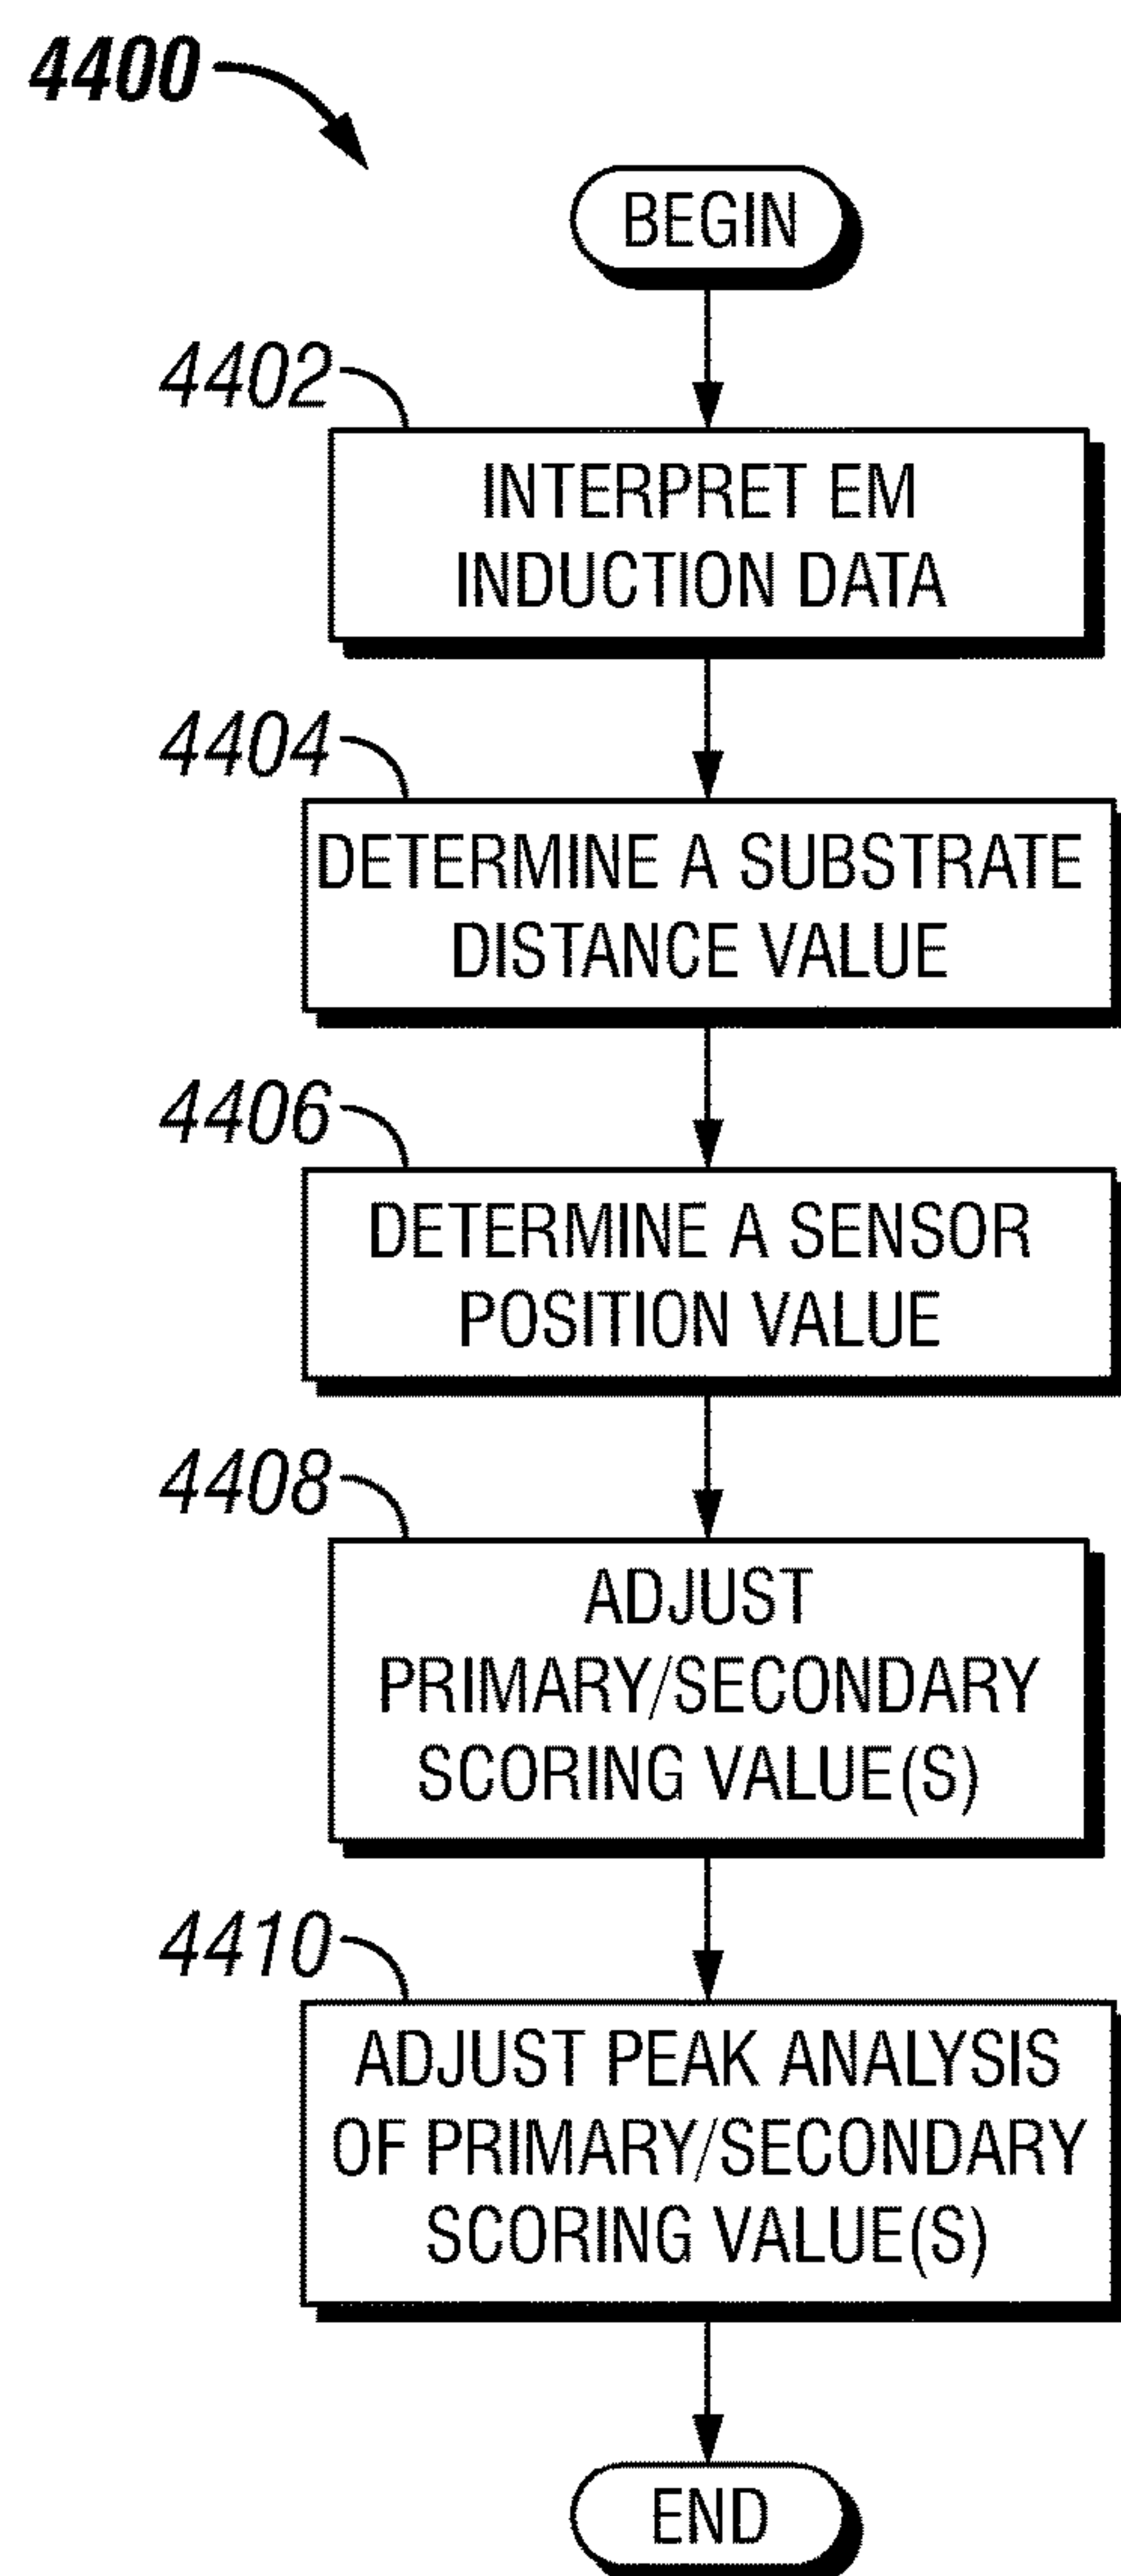 4400
BEGIN
4402
INTERPRET EM
INDUCTION DATA
4404
DETERMINE A SUBSTRATE
DISTANCE VALUE
4406
DETERMINE A SENSOR
POSITION VALUE
4408
ADJUST
PRIMARY/SECONDARY
SCORING VALUE(S)
4410
ADJUST PEAK ANALYSIS
OF PRIMARY/SECONDARY
SCORING VALUE(S)
END